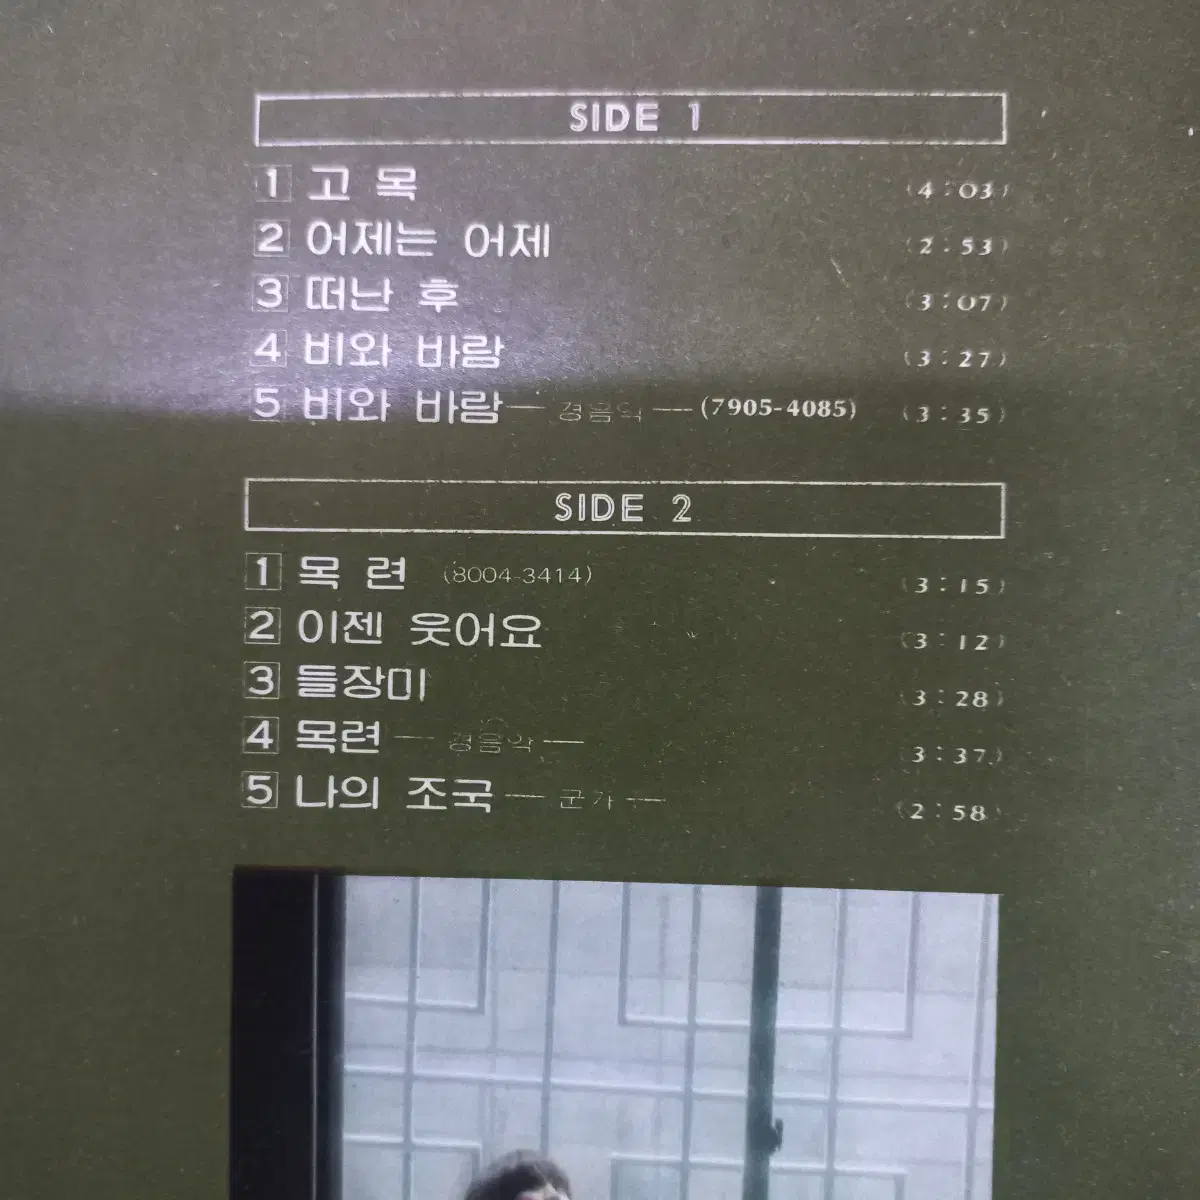 SIDE 1
1 고 목 (4:03)
2 어제는 어제 (2:53)
3 떠난 후 (3:07)
4 비와 바람 (3:27)
5 비와 바람 — 경음악 — (7905-4085) (3:35)
SIDE 2
1 목 련 (8004-3414) (3:15)
2 이젠 웃어요 (3:12)
3 들장미 (3:28)
4 목련 — 경음악 — (3:37)
5 나의 조국 — 군가 — (2:58)